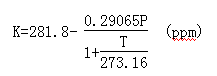 K=281.8- 0.29065P / (1+ T/273.16) (ppm)